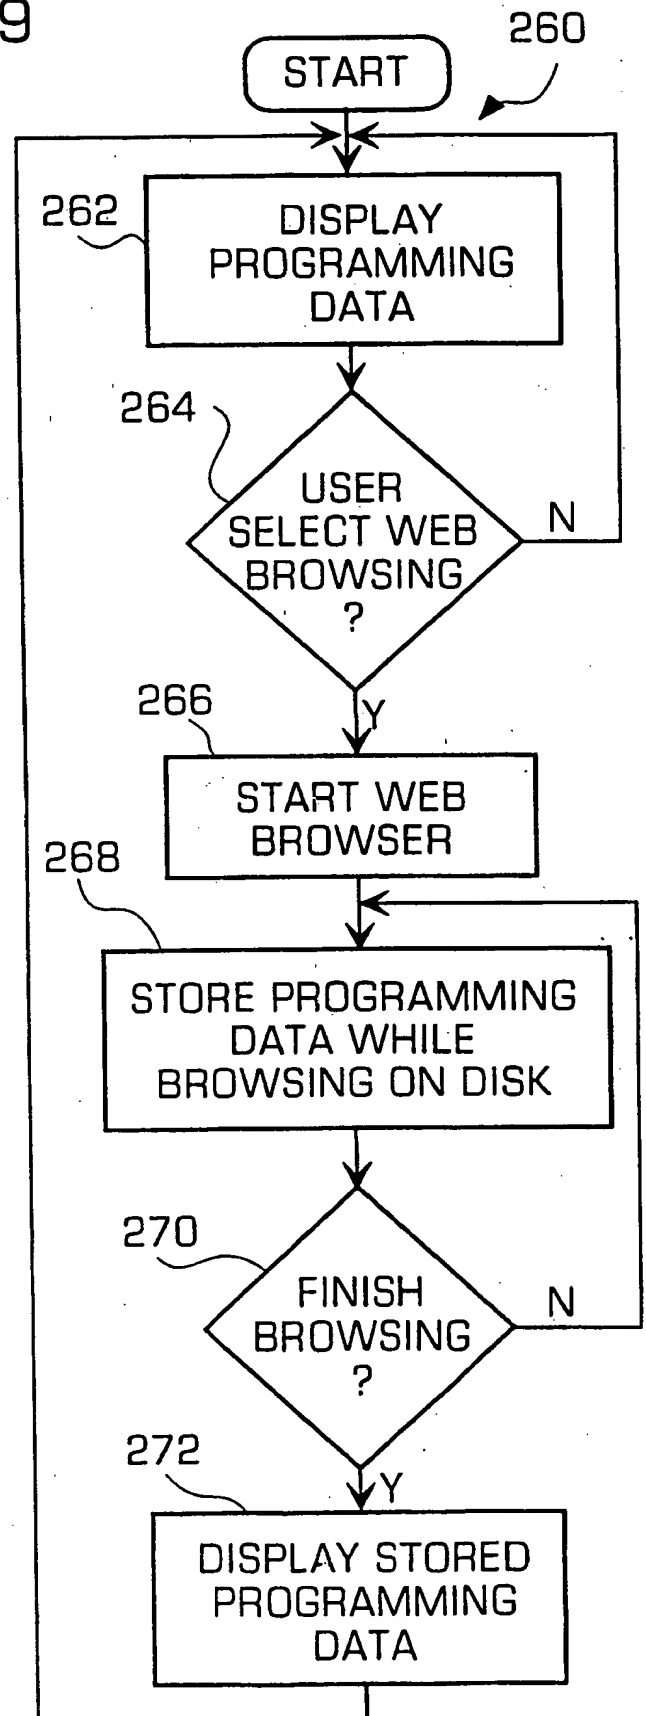 9
260
START
262
DISPLAY
PROGRAMMING
DATA
264
USER
SELECT WEB
BROWSING
?
N
Y
266
START WEB
BROWSER
268
STORE PROGRAMMING
DATA WHILE
BROWSING ON DISK
270
FINISH
BROWSING
?
N
Y
272
DISPLAY STORED
PROGRAMMING
DATA